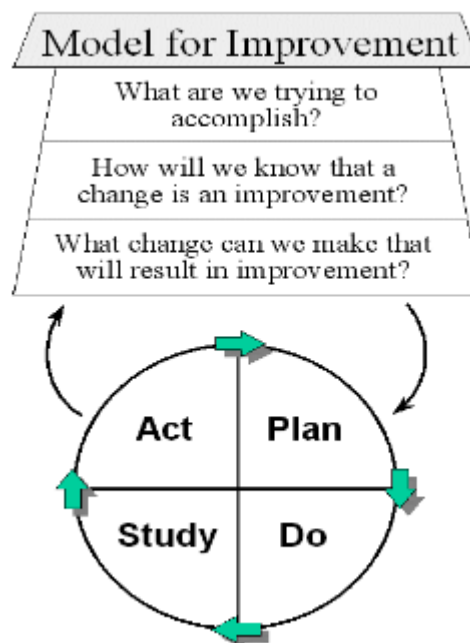 Model for Improvement
What are we trying to
accomplish?
How will we know that a
change is an improvement?
What change can we make that
will result in improvement?
Act
Plan
Study
Do